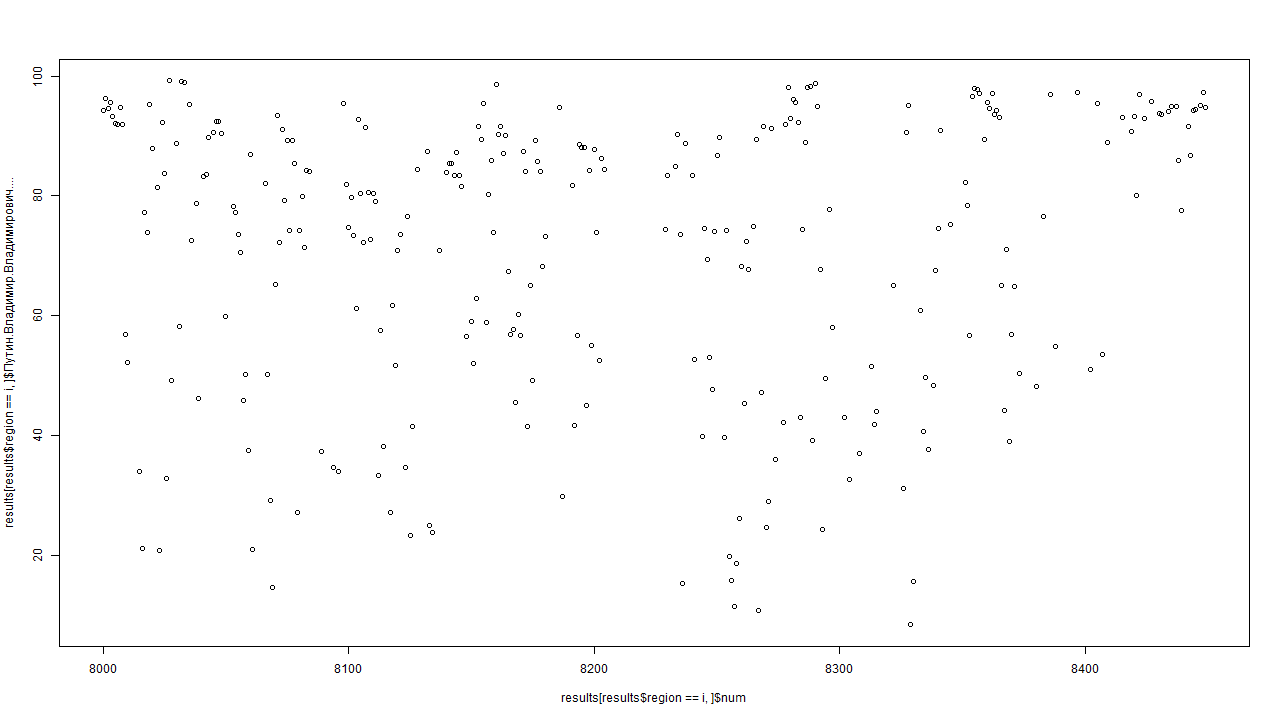 results[results$region == i, ]$Путин.Владимир.Владимирович....
100
80
60
40
20
8000 8100 8200 8300 8400
results[results$region == i, ]$num